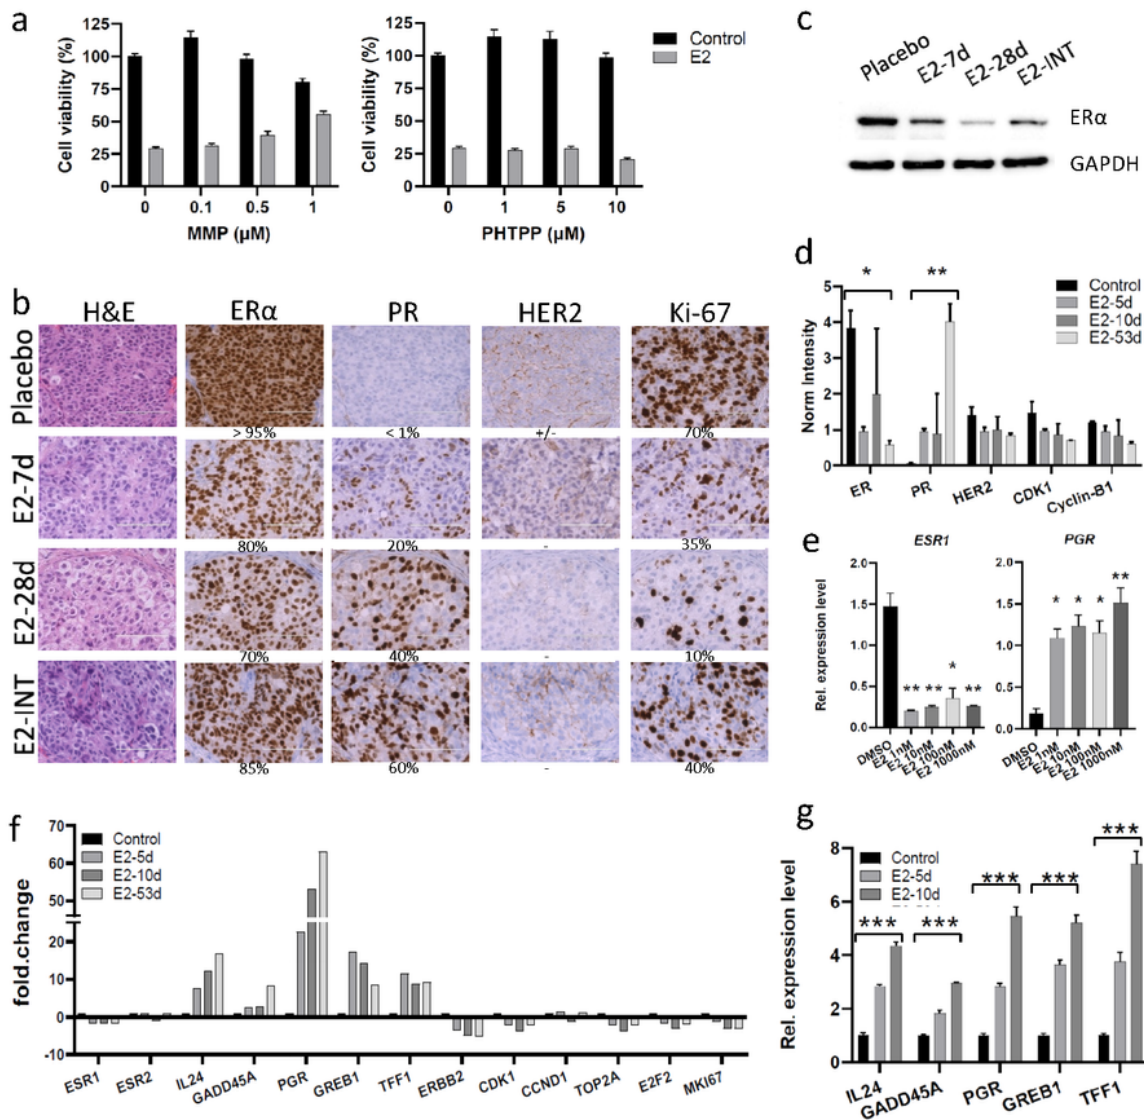 a
125
100
75
50
25
0
Cell viability (%)
0 0.1 0.5 1
MMP (µM)
125
100
75
50
25
0
Cell viability (%)
0 1 5 10
PHTPP (µM)
Control
E2
c
Placebo E2-7d E2-28d E2-INT
ERα
GAPDH
b
H&E ERα PR HER2 Ki-67
Placebo
> 95% < 1% +/- 70%
E2-7d
80% 20% - 35%
E2-28d
70% 40% - 10%
E2-INT
85% 60% - 40%
d
5
4
3
2
1
0
Norm Intensity
* **
Control
E2-5d
E2-10d
E2-53d
ER PR HER2 CDK1 Cyclin-B1
e
ESR1
2.0
1.5
1.0
0.5
0.0
Rel. expression level
** ** * **
DMSO E2 1nM E2 10nM E2 100nM E2 1000nM
PGR
2.0
1.5
1.0
0.5
0.0
* * * **
DMSO E2 1nM E2 10nM E2 100nM E2 1000nM
f
70
60
50
20
10
0
-10
fold.change
Control
E2-5d
E2-10d
E2-53d
ESR1 ESR2 IL24 GADD45A PGR GREB1 TFF1 ERBB2 CDK1 CCND1 TOP2A E2F2 MKI67
g
8
6
4
2
0
Rel. expression level
Control
E2-5d
E2-10d
*** *** *** *** ***
IL24 GADD45A PGR GREB1 TFF1